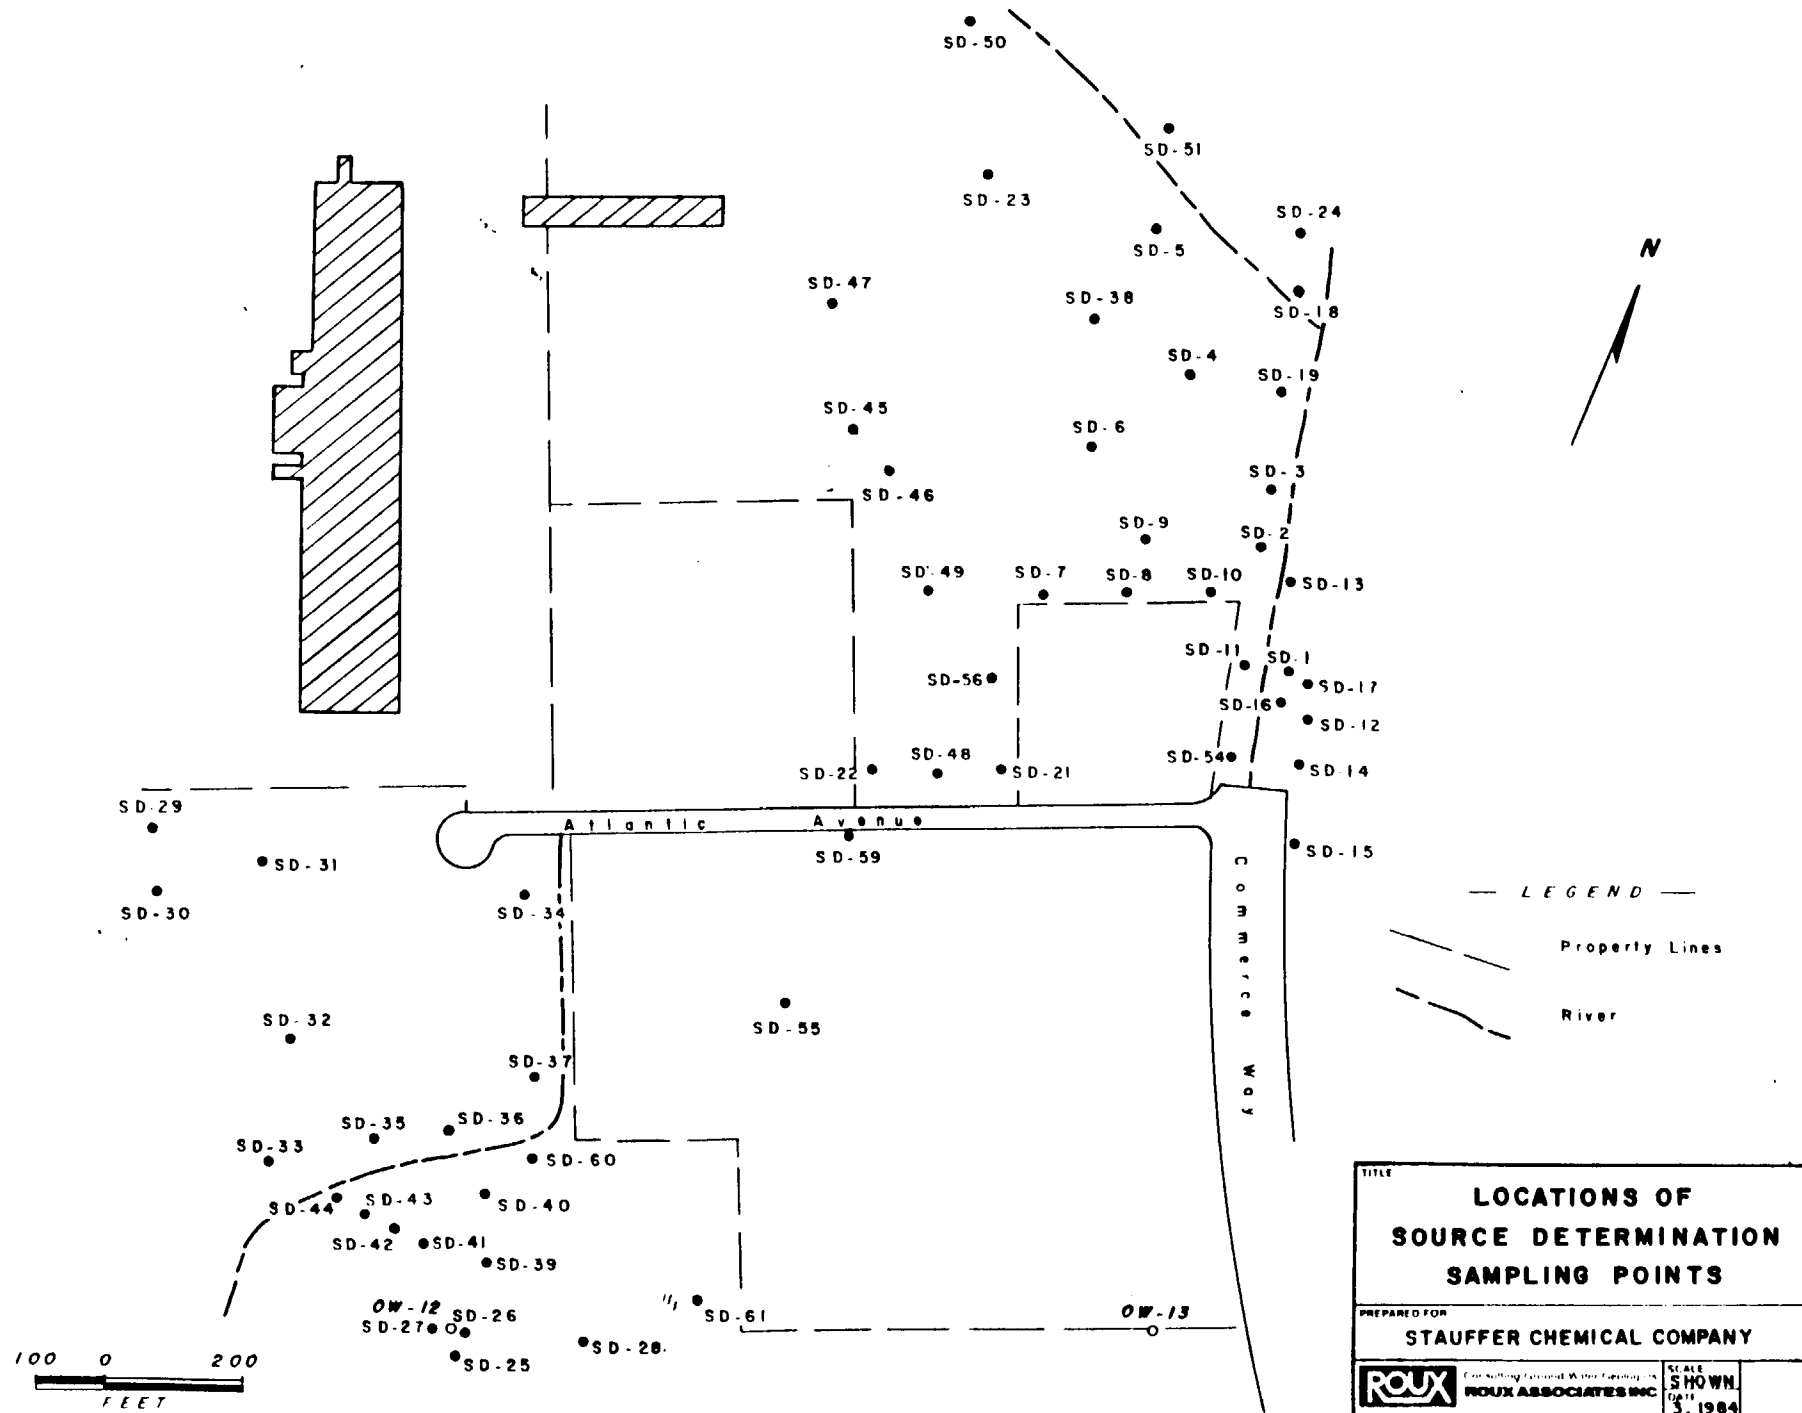 SD-50
SD-51
SD-23
SD-24
SD-5
N
SD-47
SD-38
SD-18
SD-4
SD-19
SD-45
SD-6
SD-3
SD-46
SD-9
SD-2
SD-49
SD-7
SD-8
SD-10
SD-13
SD-11
SD-1
SD-56
SD-17
SD-16
SD-12
SD-48
SD-54
SD-22
SD-21
SD-14
SD-29
Atlantic Avenue
SD-59
SD-15
SD-31
Commerce Way
LEGEND
SD-30
SD-34
Property Lines
SD-32
SD-55
River
SD-37
SD-35
SD-36
SD-33
SD-60
SD-44
SD-43
SD-40
SD-42
SD-41
SD-39
OW-12
SD-26
SD-61
OW-13
SD-27
SD-28
SD-25
100 0 200
FEET
TITLE
LOCATIONS OF
SOURCE DETERMINATION
SAMPLING POINTS
PREPARED FOR
STAUFFER CHEMICAL COMPANY
ROUX
Consulting Ground Water Geologists
ROUX ASSOCIATES INC
SCALE
SHOWN
DATE
3, 1984